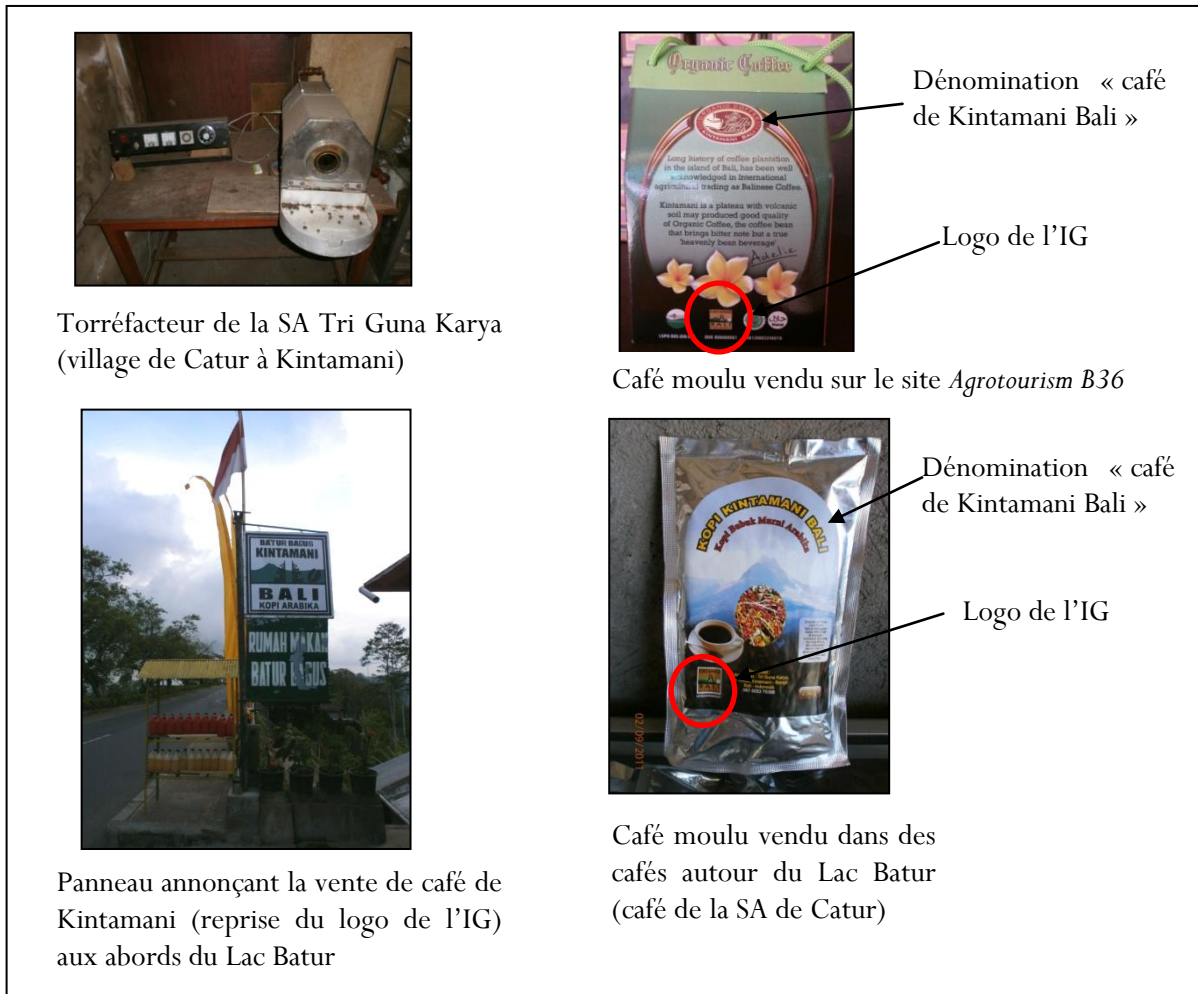 Organic Coffee
ORGANIC COFFEE
KINTAMANI BALI
Long history of coffee plantation
in the island of Bali, has been well
acknowledged in International
agricultural trading as Balinese Coffee.
Kintamani is a plateau with volcanic
soil may produced good quality
of Organic Coffee, the coffee bean
that brings bitter note but a true
'heavenly bean beverage'
BALI
Dénomination « café
de Kintamani Bali »
Logo de l'IG
Torréfacteur de la SA Tri Guna Karya
(village de Catur à Kintamani)
Café moulu vendu sur le site Agrotourism B36
BATUR BAGUS
KINTAMANI
BALI
KOPI ARABIKA
RUMAH MAKAN
BATUR BAGUS
KOPI KINTAMANI BALI
Kopi Bubuk Murni Arabika
02/09/2011
Dénomination « café
de Kintamani Bali »
Logo de l'IG
Panneau annonçant la vente de café de
Kintamani (reprise du logo de l'IG)
aux abords du Lac Batur
Café moulu vendu dans des
cafés autour du Lac Batur
(café de la SA de Catur)